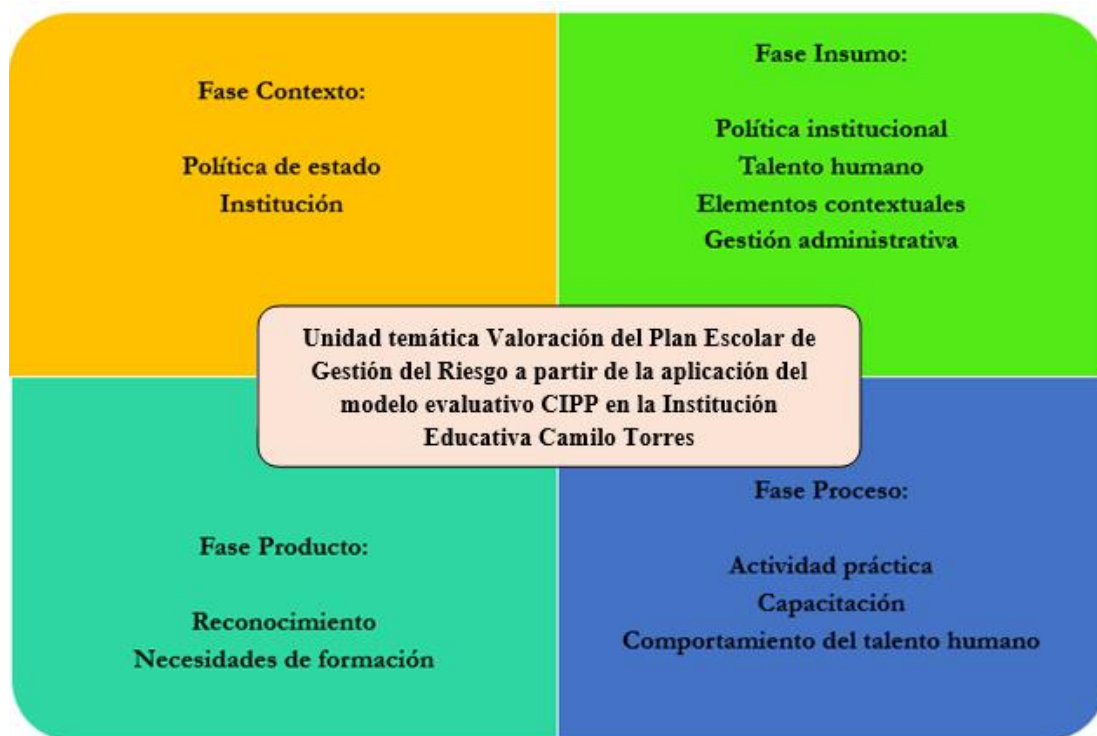 Fase Contexto:
Política de estado
Institución
Fase Insumo:
Política institucional
Talento humano
Elementos contextuales
Gestión administrativa
Unidad temática Valoración del Plan Escolar de
Gestión del Riesgo a partir de la aplicación del
modelo evaluativo CIPP en la Institución
Educativa Camilo Torres
Fase Producto:
Reconocimiento
Necesidades de formación
Fase Proceso:
Actividad práctica
Capacitación
Comportamiento del talento humano